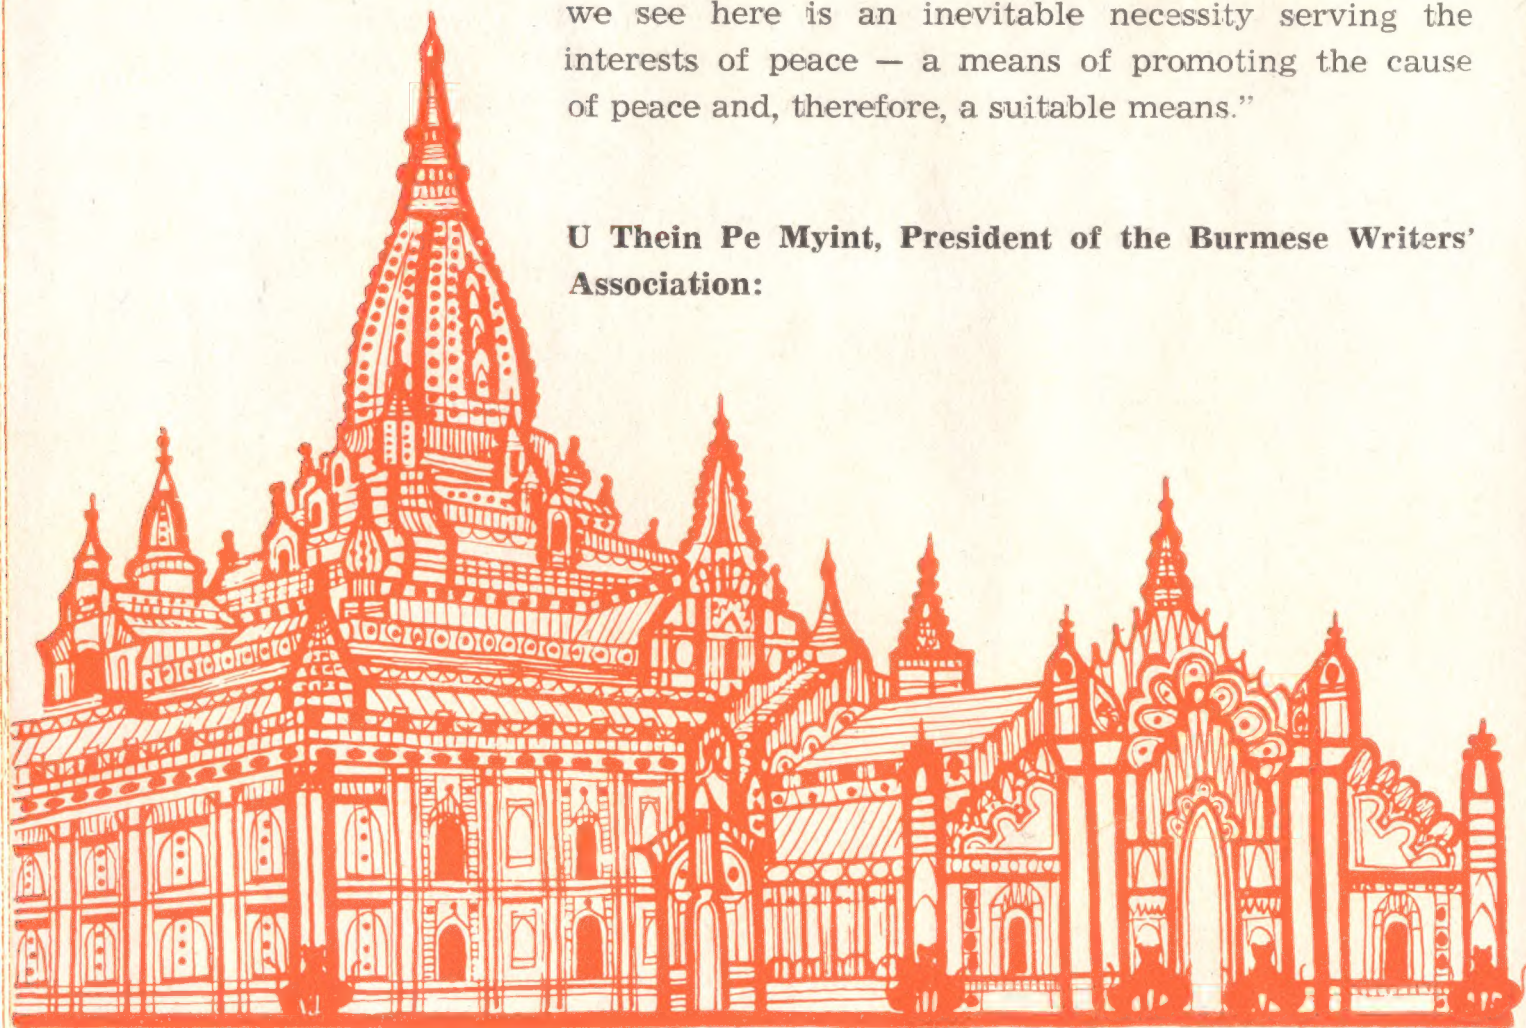 we see here is an inevitable necessity serving the
interests of peace — a means of promoting the cause
of peace and, therefore, a suitable means.”
U Thein Pe Myint, President of the Burmese Writers’
Association: